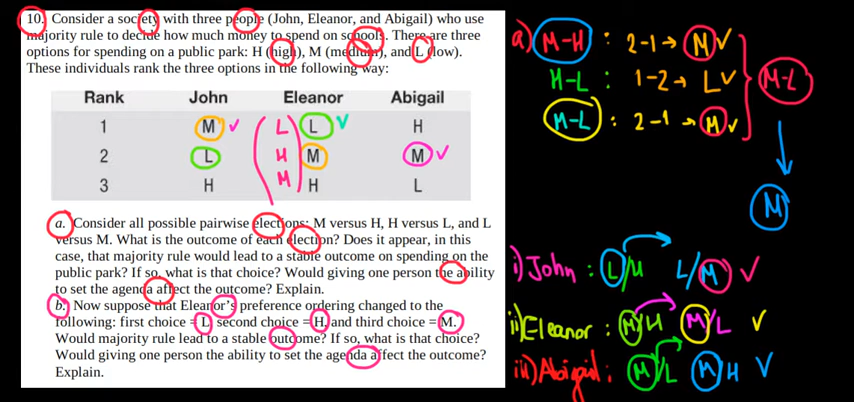 10. Consider a society with three people (John, Eleanor, and Abigail) who use
majority rule to decide how much money to spend on schools. There are three
options for spending on a public park: H (high), M (medium), and L (low).
These individuals rank the three options in the following way:
Rank John Eleanor Abigail
1 M ✓ L L ✓ H
2 L H M M ✓
3 H M H L
a. Consider all possible pairwise elections: M versus H, H versus L, and L
versus M. What is the outcome of each election? Does it appear, in this
case, that majority rule would lead to a stable outcome on spending on the
public park? If so, what is that choice? Would giving one person the ability
to set the agenda affect the outcome? Explain.
b. Now suppose that Eleanor's preference ordering changed to the
following: first choice = L, second choice = H, and third choice = M.
Would majority rule lead to a stable outcome? If so, what is that choice?
Would giving one person the ability to set the agenda affect the outcome?
Explain.
a) M-H : 2-1 → M ✓
H-L : 1-2 → L ✓
M-L : 2-1 → M ✓
M-L
M
i) John : L/H L/M ✓
ii) Eleanor : M/H M/L ✓
iii) Abigail : M/L M H ✓